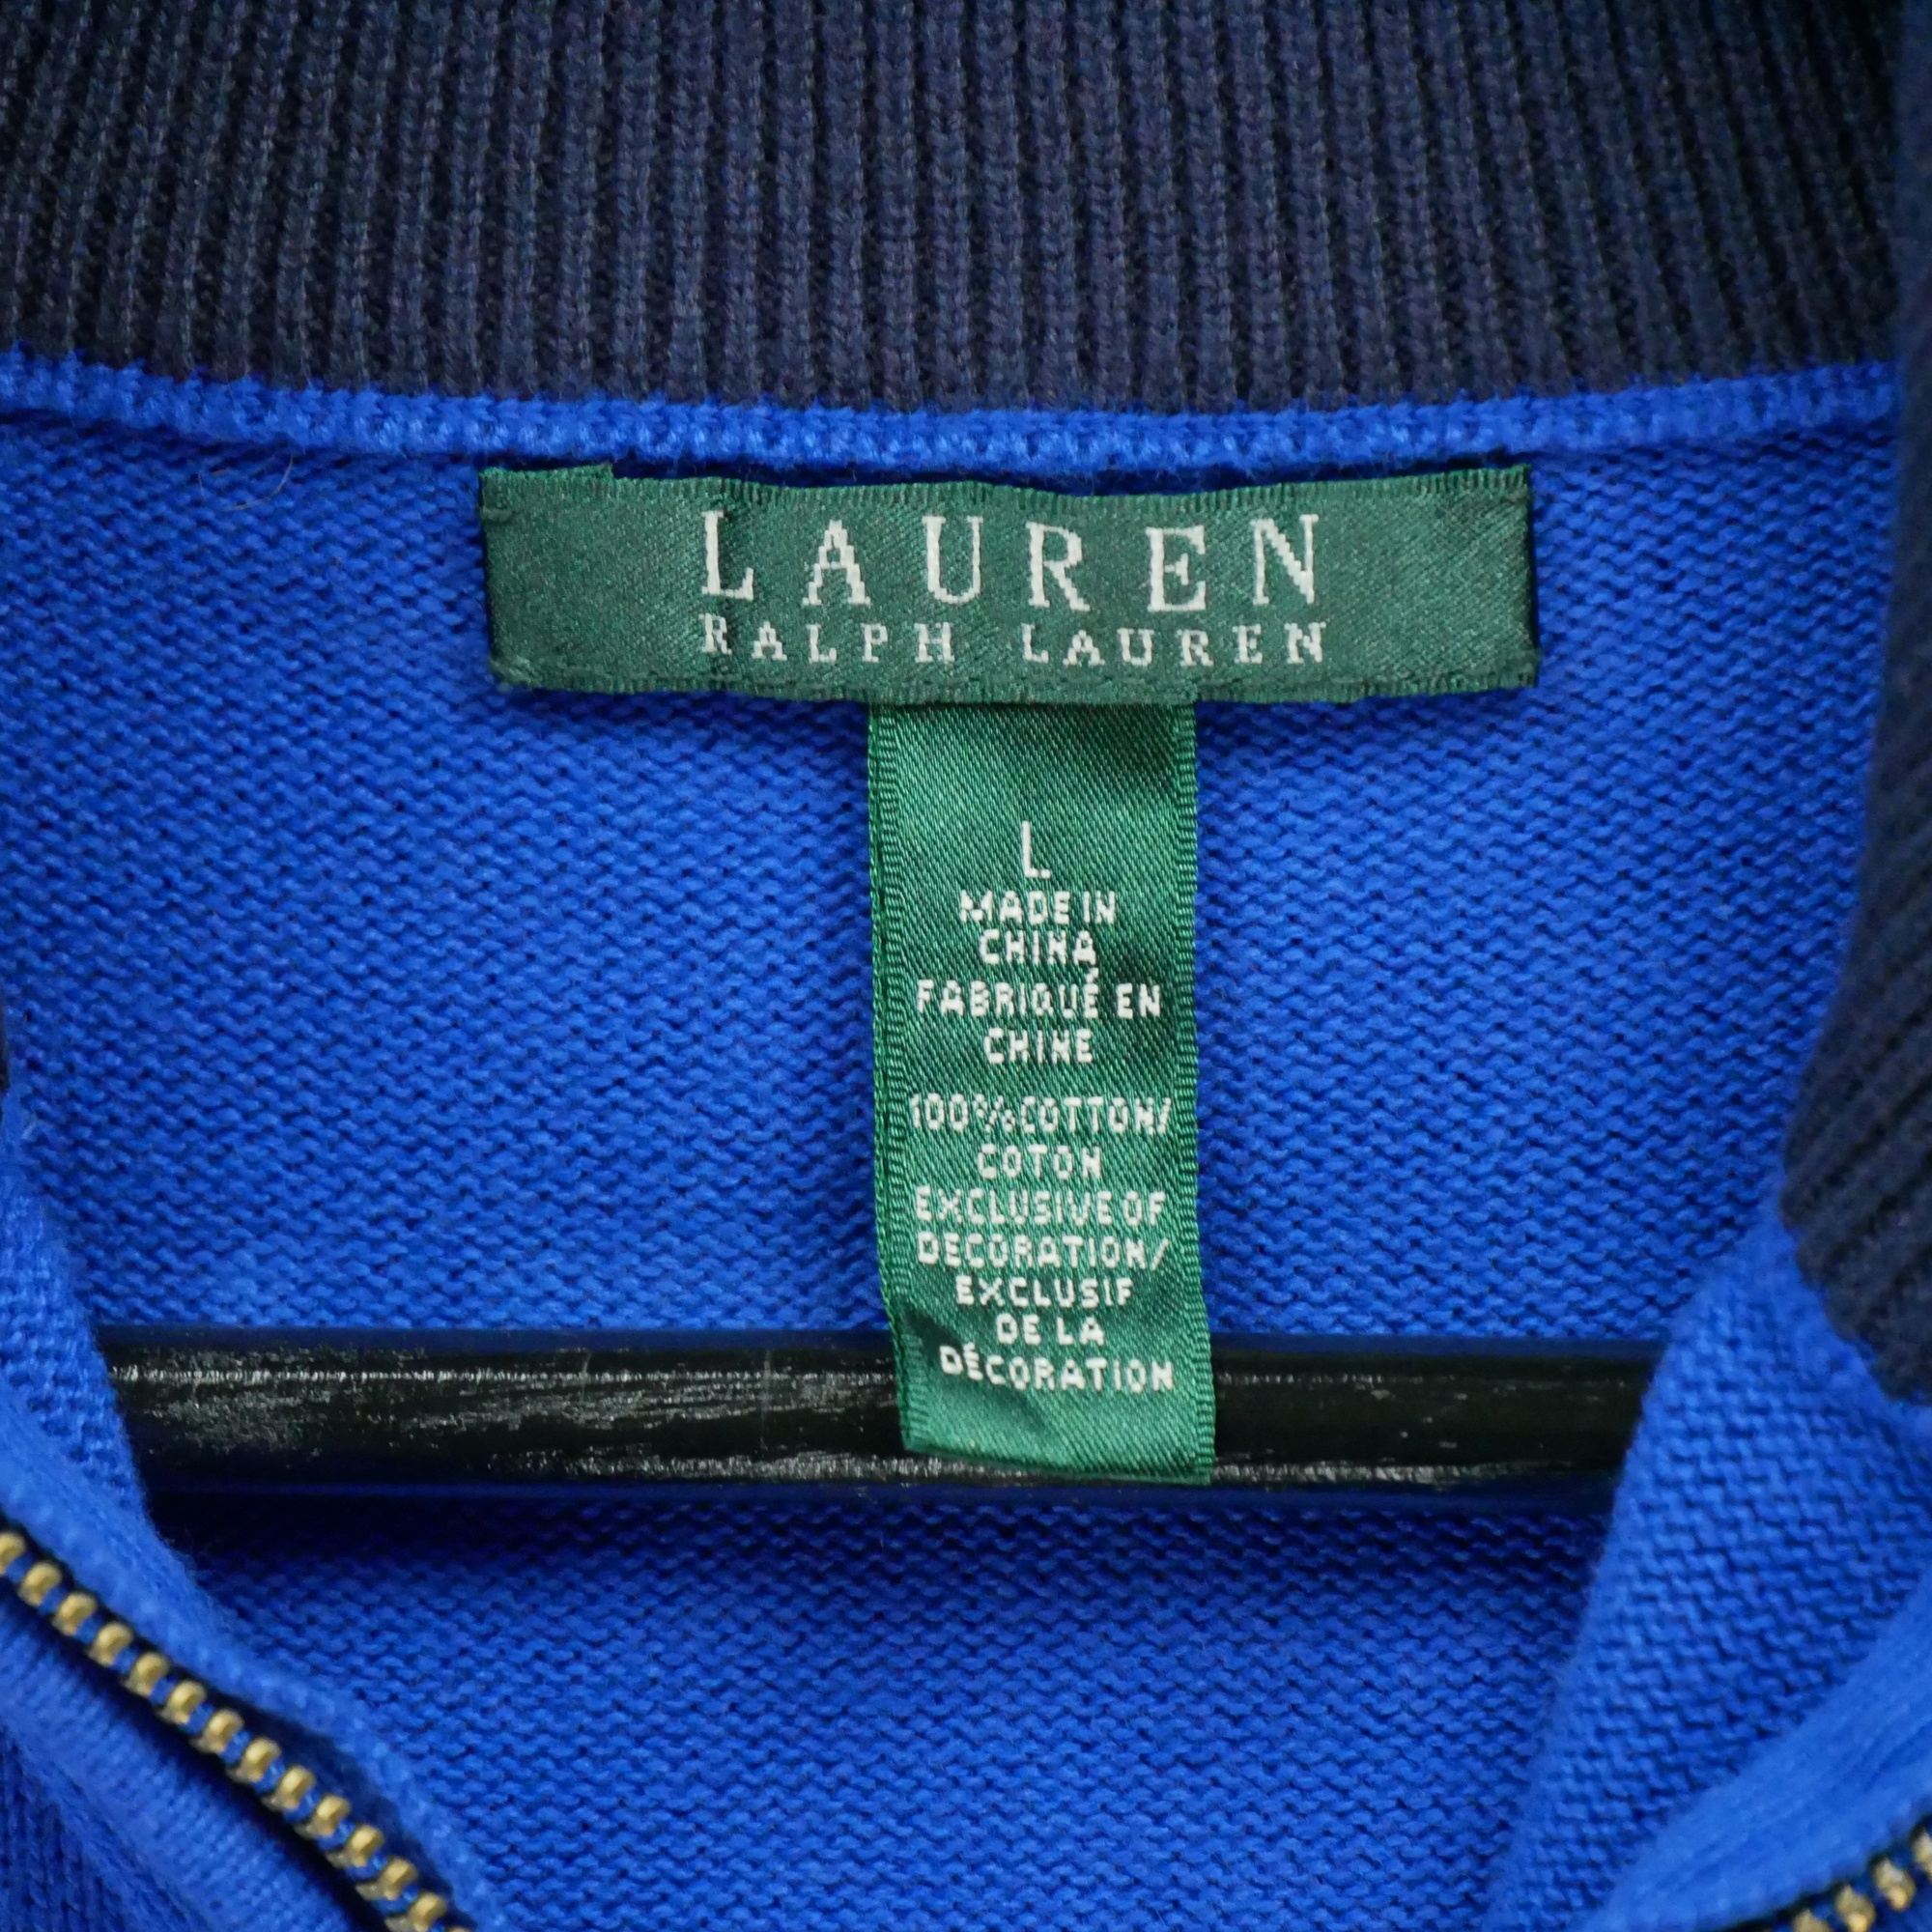 LAUREN
RALPH LAUREN
L
MADE IN
CHINA
FABRIQUÉ EN
CHINE
100%COTTON/
COTON
EXCLUSIVE OF
DECORATION/
EXCLUSIF
DE LA
DÉCORATION